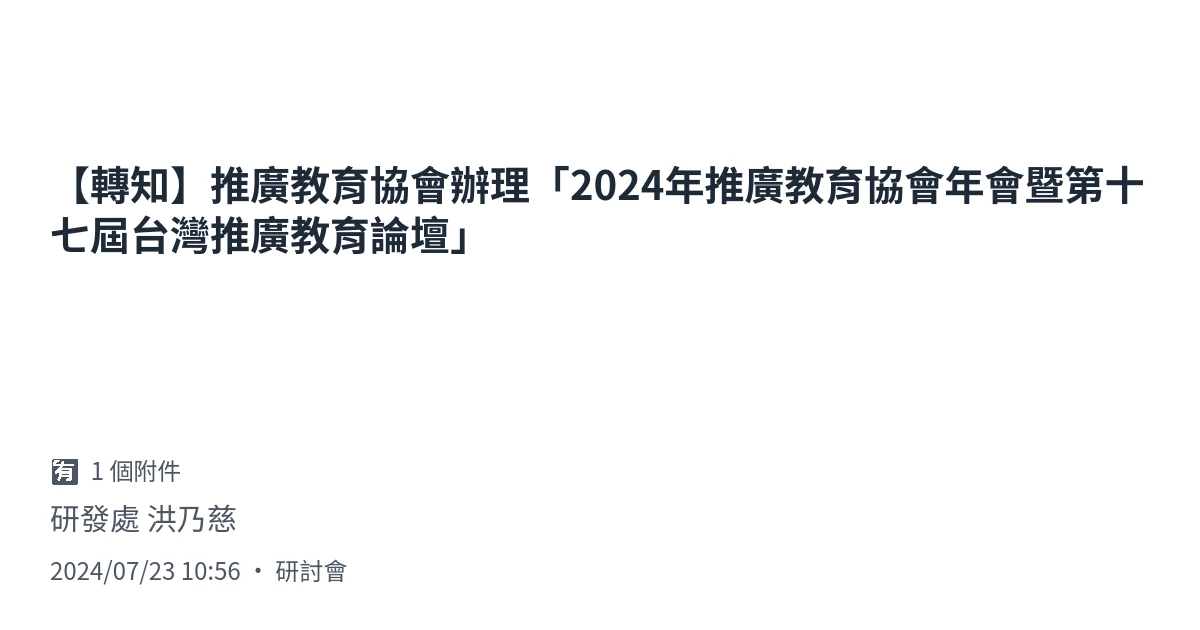 【轉知】推廣教育協會辦理「2024年推廣教育協會年會暨第十
七屆台灣推廣教育論壇」
有 1 個附件
研發處 洪乃慈
2024/07/23 10:56 • 研討會